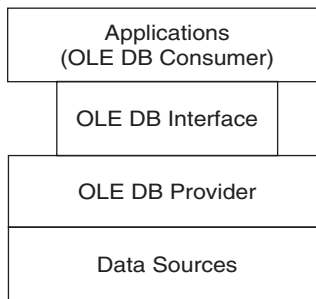 Applications
(OLE DB Consumer)
OLE DB Interface
OLE DB Provider
Data Sources